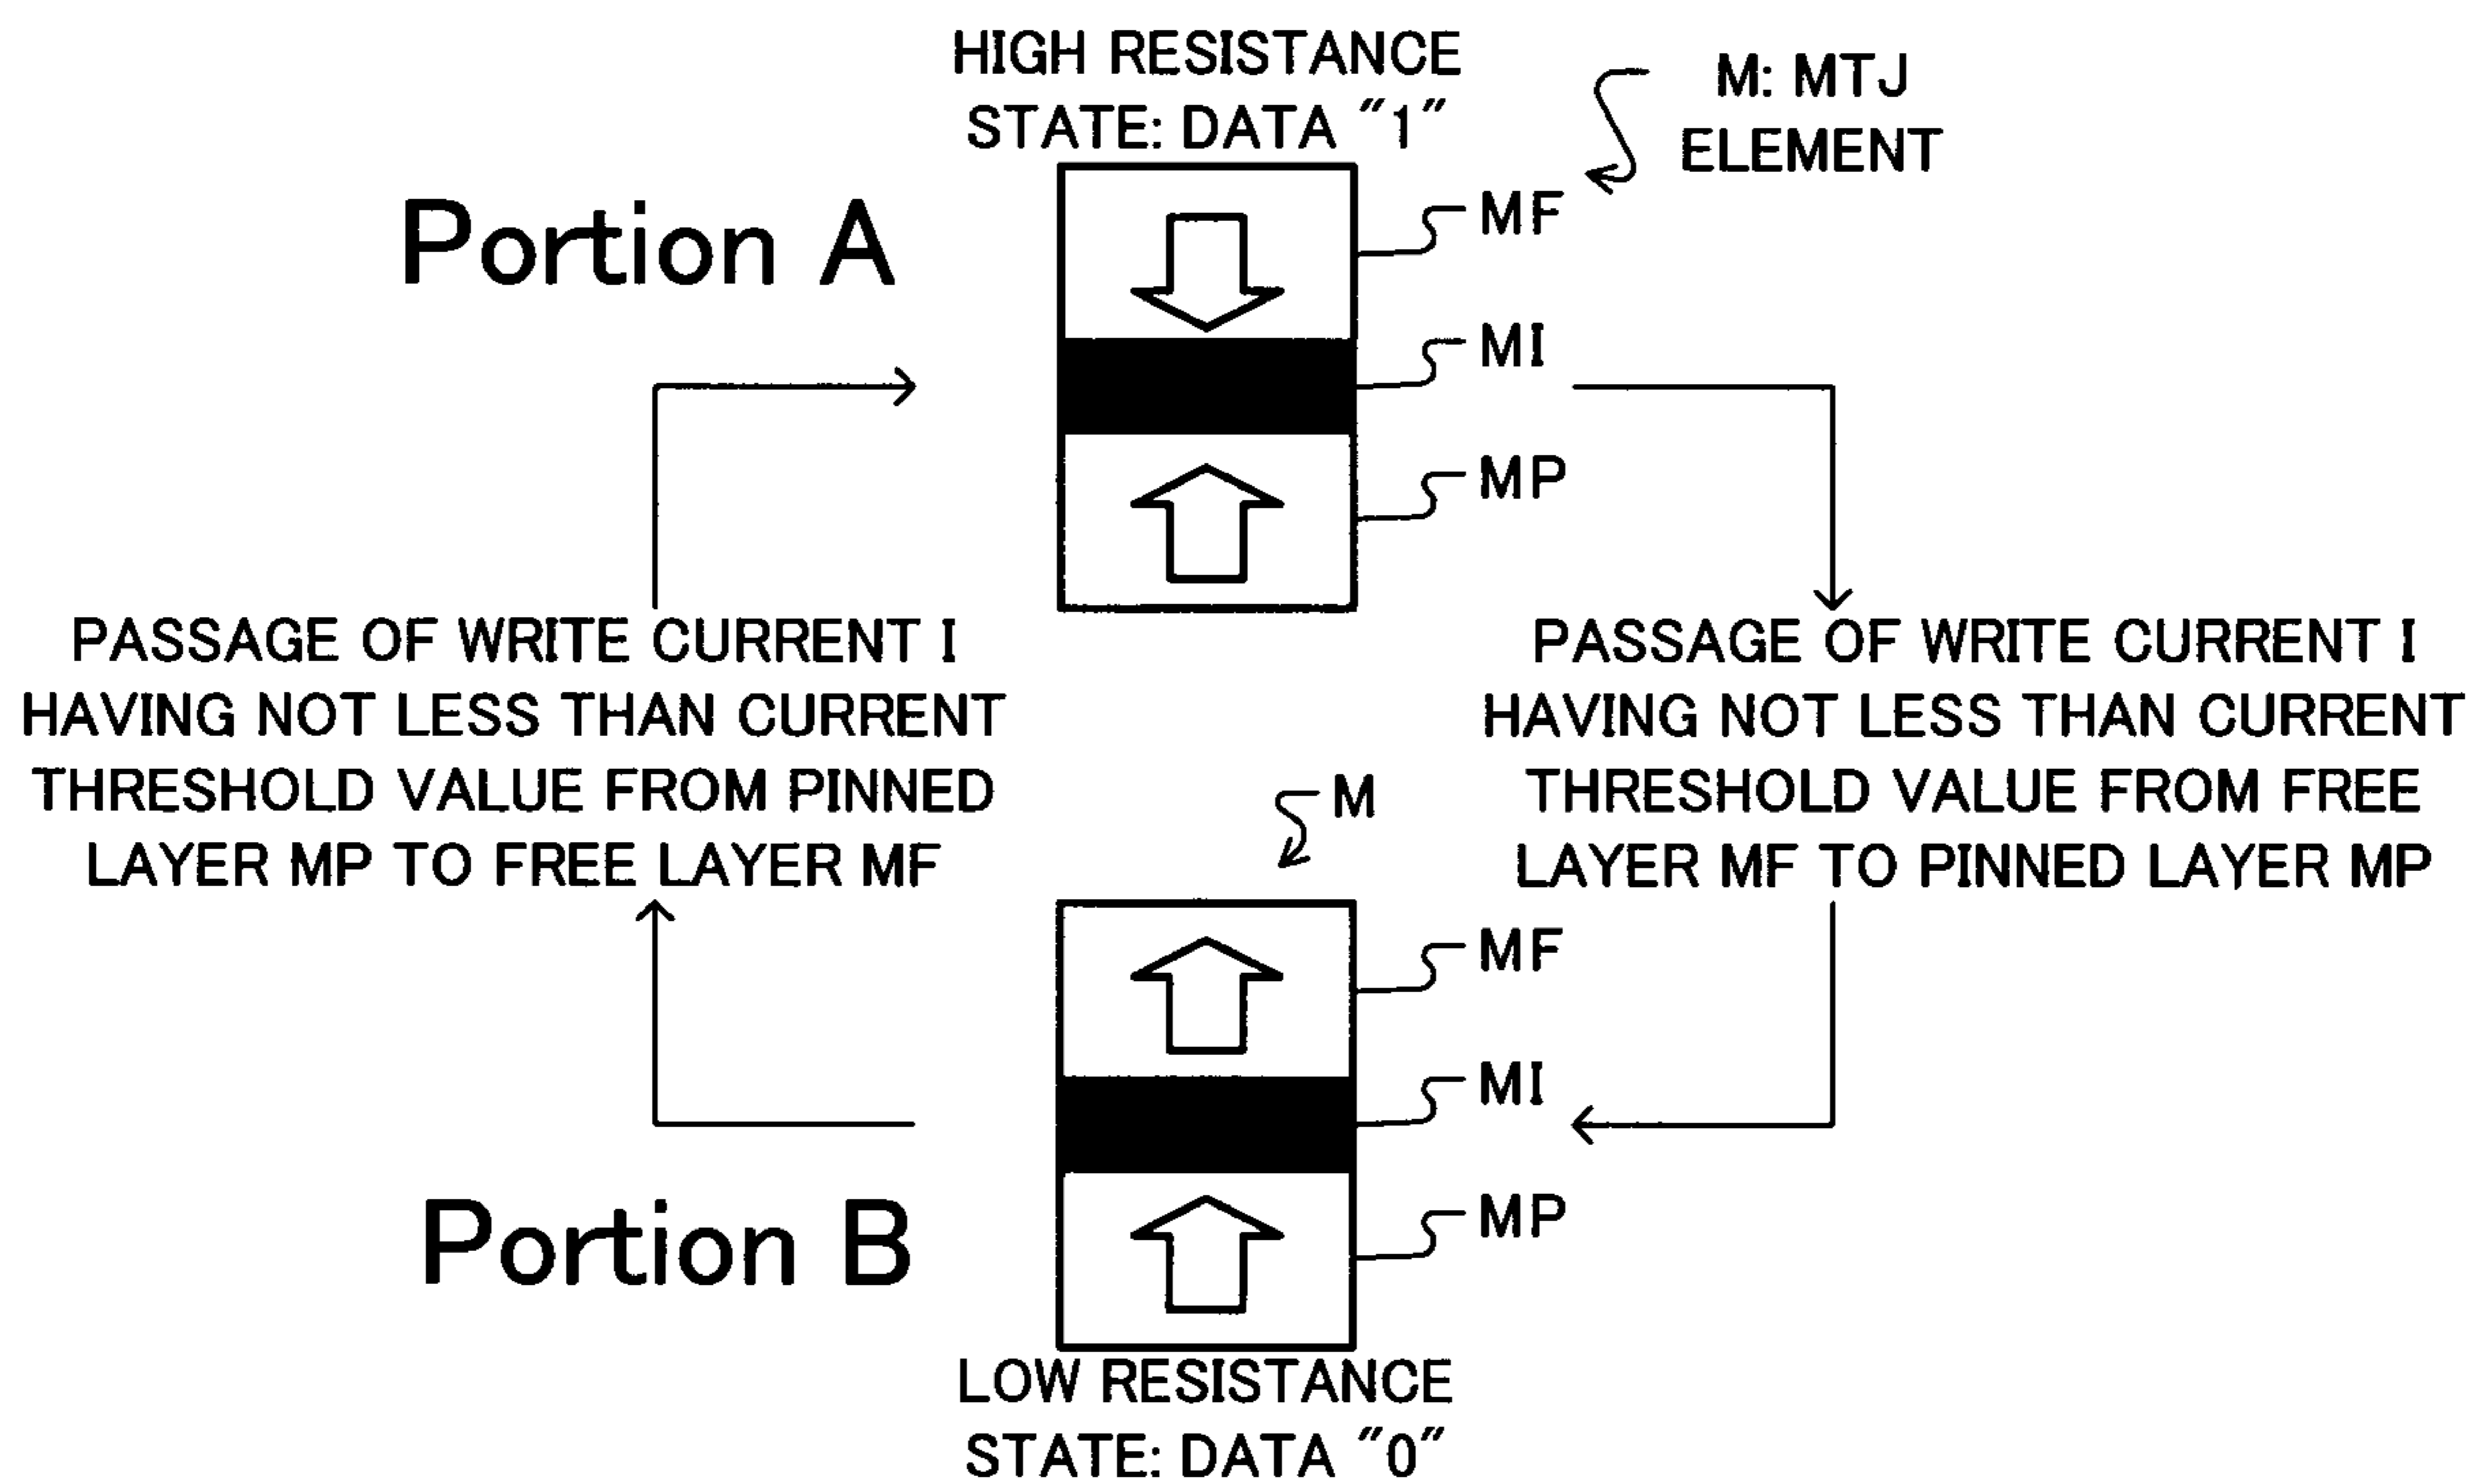 HIGH RESISTANCE
STATE: DATA "1"
M: MTJ
ELEMENT
Portion A
MF
MI
MP
PASSAGE OF WRITE CURRENT I
HAVING NOT LESS THAN CURRENT
THRESHOLD VALUE FROM PINNED
LAYER MP TO FREE LAYER MF
PASSAGE OF WRITE CURRENT I
HAVING NOT LESS THAN CURRENT
THRESHOLD VALUE FROM FREE
LAYER MF TO PINNED LAYER MP
M
MF
MI
MP
Portion B
LOW RESISTANCE
STATE: DATA "0"